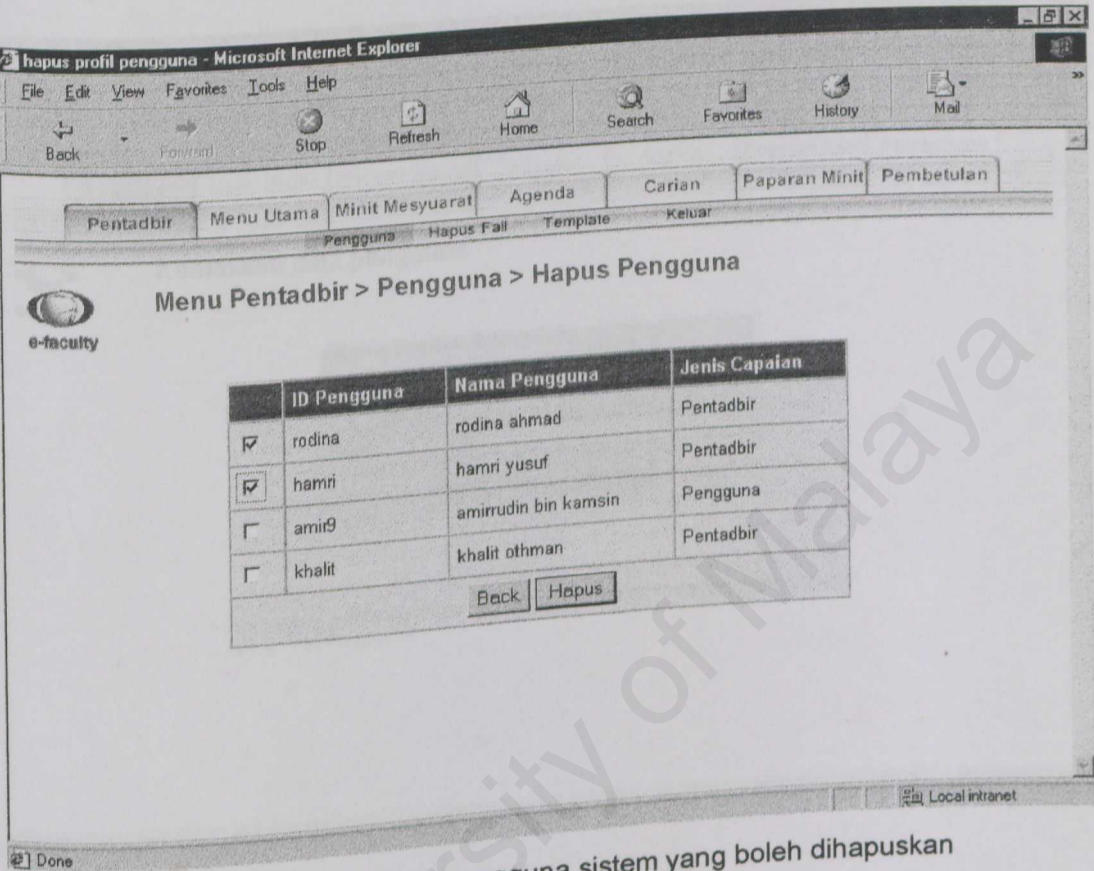 hapus profil pengguna - Microsoft Internet Explorer
File Edit View Favorites Tools Help
Back Forward Stop Refresh Home Search Favorites History Mail
Pentadbir Menu Utama Minit Mesyuarat Agenda Carian Paparan Minit Pembetulan
Pengguna Hapus Fail Template Keluar
e-faculty
Menu Pentadbir > Pengguna > Hapus Pengguna
ID Pengguna Nama Pengguna Jenis Capaian
rodina rodina ahmad Pentadbir
hamri hamri yusuf Pentadbir
amir9 amirrudin bin kamsin Pengguna
khalit khalit othman Pentadbir
Back Hapus
Done Local intranet
sistem yang boleh dihapuskan
of Malaya